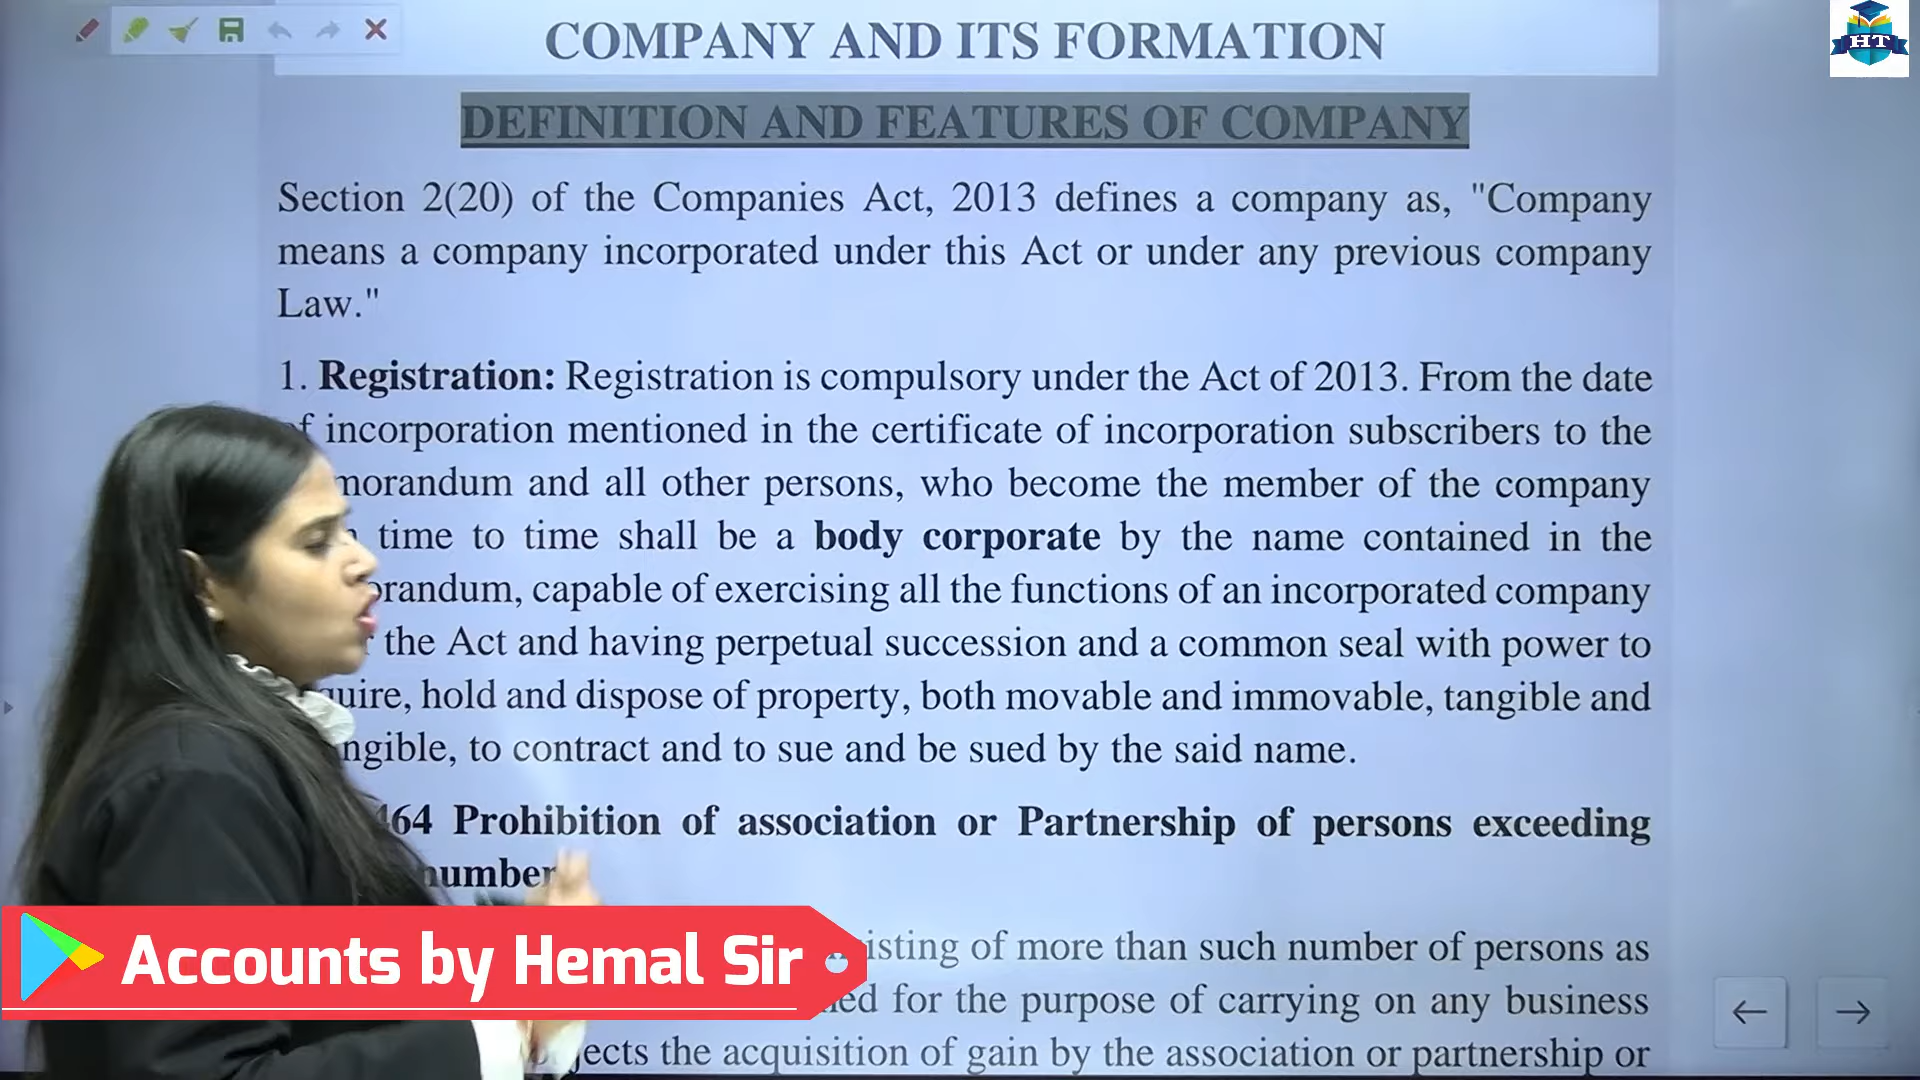 COMPANY AND ITS FORMATION
HT
DEFINITION AND FEATURES OF COMPANY
Section 2(20) of the Companies Act, 2013 defines a company as, "Company
means a company incorporated under this Act or under any previous company
Law."
1. Registration: Registration is compulsory under the Act of 2013. From the date
incorporation mentioned in the certificate of incorporation subscribers to the
morandum and all other persons, who become the member of the company
time to time shall be a body corporate by the name contained in the
orandum, capable of exercising all the functions of an incorporated company
the Act and having perpetual succession and a common seal with power to
quire, hold and dispose of property, both movable and immovable, tangible and
ngible, to contract and to sue and be sued by the said name.
464 Prohibition of association or Partnership of persons exceeding
number
Accounts by Hemal Sir
isting of more than such number of persons as
ed for the purpose of carrying on any business
jects the acquisition of gain by the association or partnership or